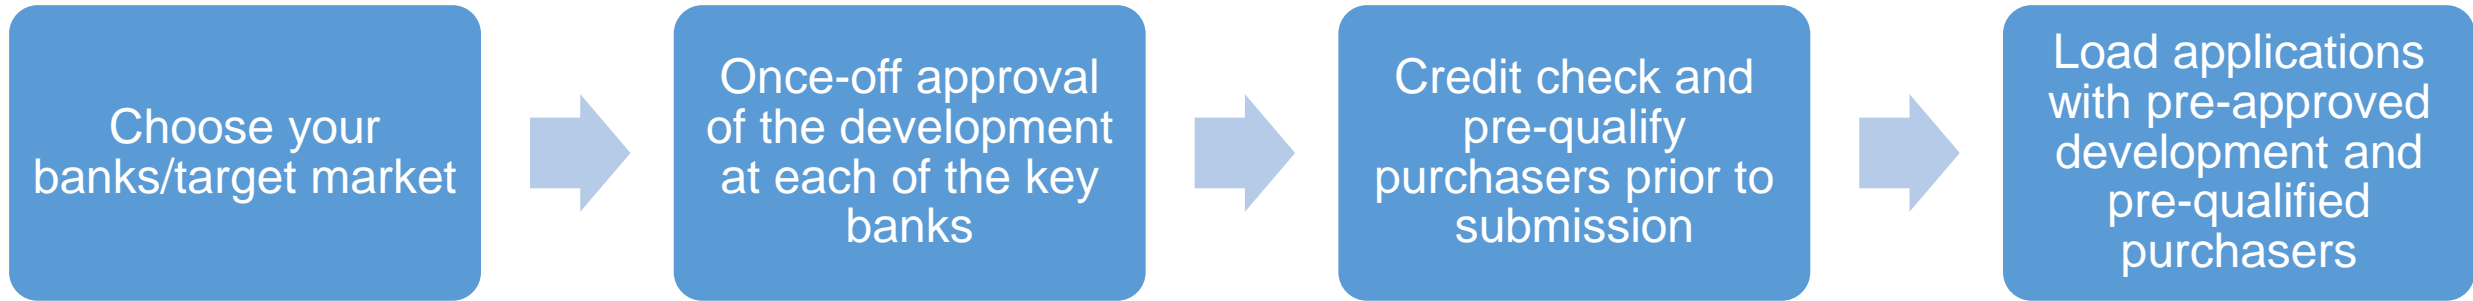 Choose your
banks/target market
Once-off approval
of the development
at each of the key
banks
Credit check and
pre-qualify
purchasers prior to
submission
Load applications
with pre-approved
development and
pre-qualified
purchasers